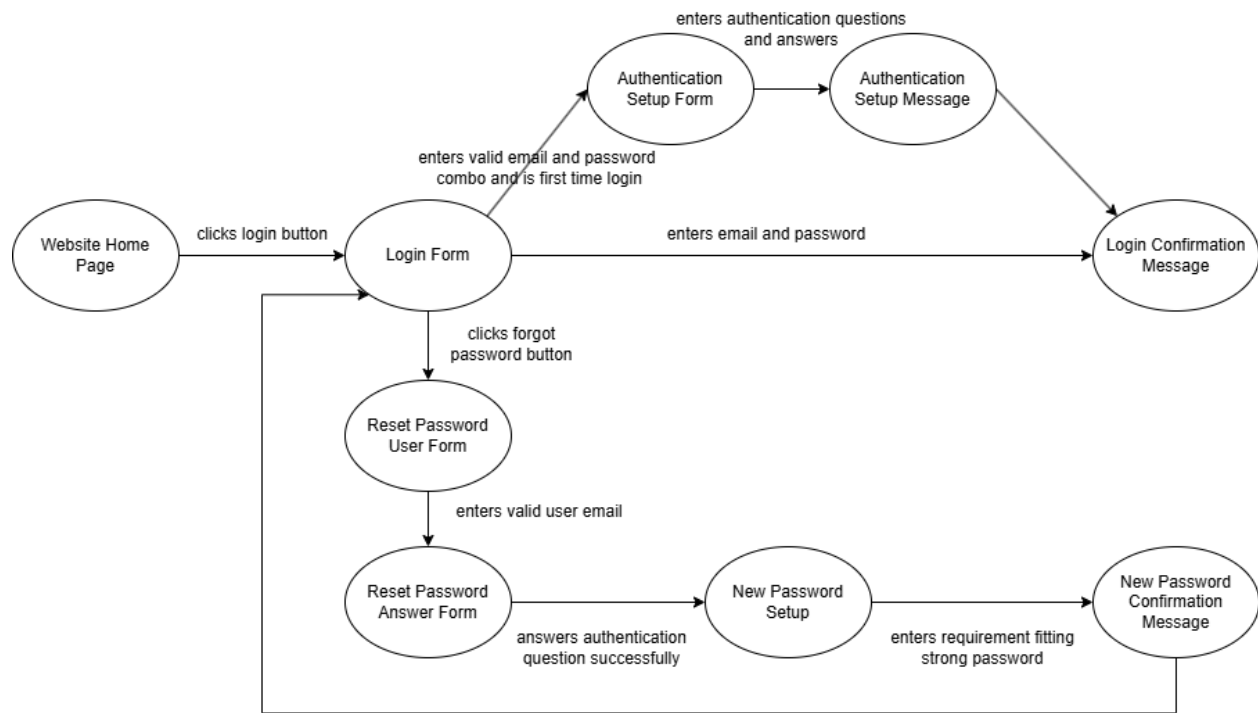 enters authentication questions
and answers
Authentication
Setup Form
Authentication
Setup Message
enters valid email and password
combo and is first time login
Website Home
Page
clicks login button
Login Form
enters email and password
Login Confirmation
Message
clicks forgot
password button
Reset Password
User Form
enters valid user email
Reset Password
Answer Form
answers authentication
question successfully
New Password
Setup
enters requirement fitting
strong password
New Password
Confirmation
Message